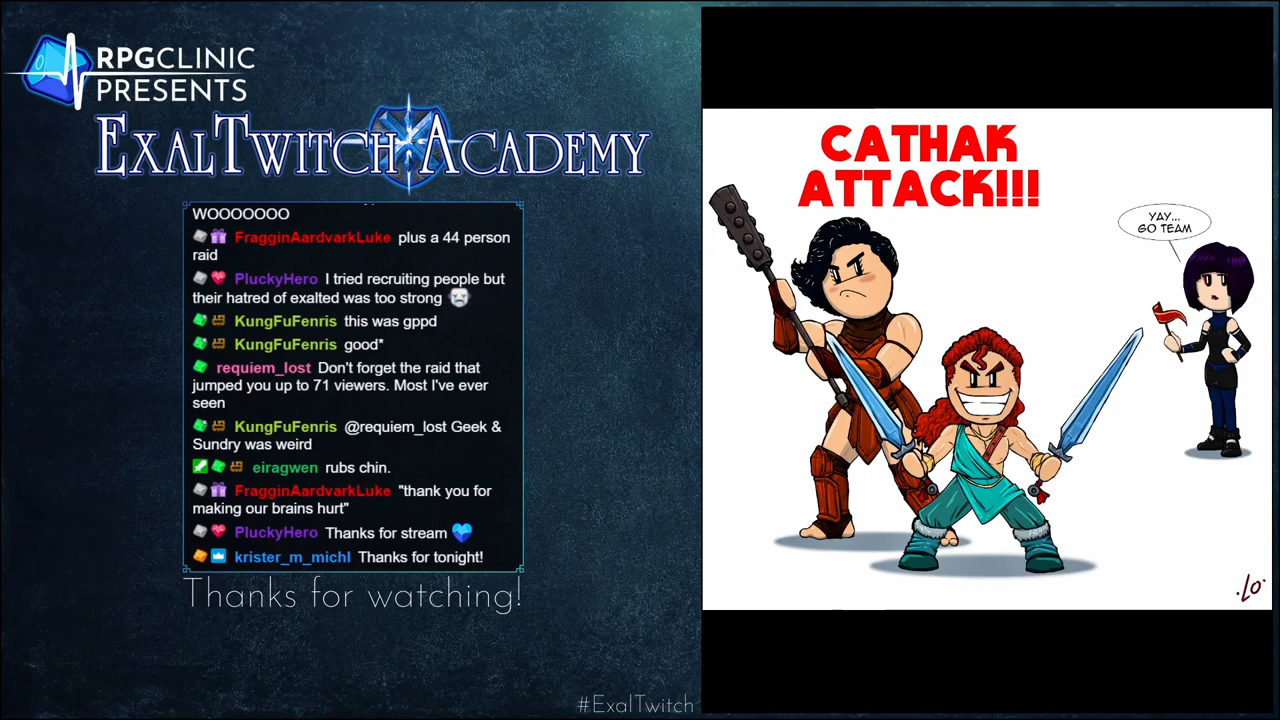 RPGCLINIC
PRESENTS
EXALTWITCH ACADEMY
WOOOOOOO
FragginAardvarkLuke plus a 44 person
raid
PluckyHero I tried recruiting people but
their hatred of exalted was too strong
KungFuFenris this was gppd
KungFuFenris good*
requiem_lost Don't forget the raid that
jumped you up to 71 viewers. Most I've ever
seen
KungFuFenris @requiem_lost Geek &
Sundry was weird
eiragwen rubs chin.
FragginAardvarkLuke "thank you for
making our brains hurt"
PluckyHero Thanks for stream
krister_m_michl Thanks for tonight!
Thanks for watching!
#ExalTwitch
CATHAK
ATTACK!!!
YAY...
GO TEAM
.LO.